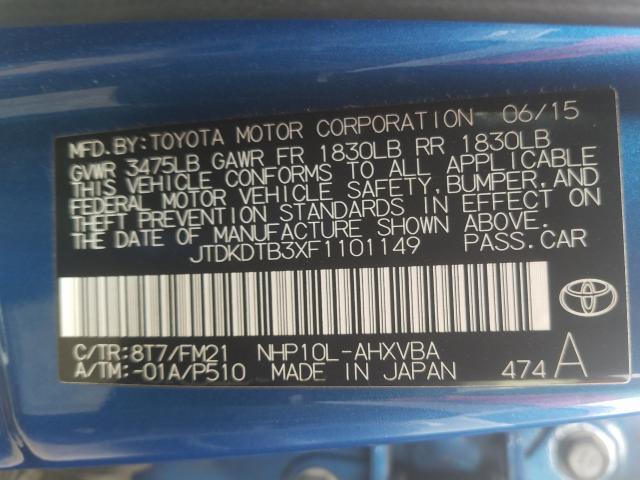 MFD. BY: TOYOTA MOTOR CORPORATION 06/15
GVWR 3475LB GAWR FR 1830LB RR 1830LB
THIS VEHICLE CONFORMS TO ALL APPLICABLE
FEDERAL MOTOR VEHICLE SAFETY, BUMPER, AND
THEFT PREVENTION STANDARDS IN EFFECT ON
THE DATE OF MANUFACTURE SHOWN ABOVE.
JTDKDTB3XF1101149 PASS. CAR
C/TR: 8T7/FM21 NHP10L-AHXVBA
A/TM: -01A/P510 MADE IN JAPAN 474 A